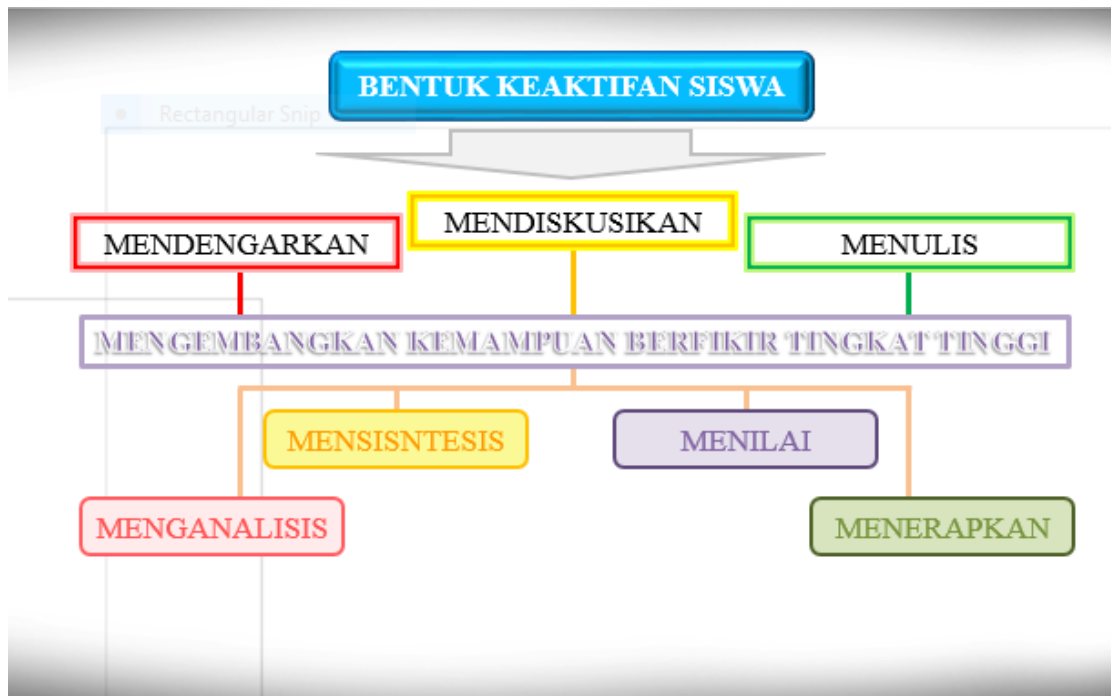 BENTUK KEAKTIFAN SISWA
Rectangular Snip
MENDENGARKAN
MENDISKUSIKAN
MENULIS
MENGEMBANGKAN KEMAMPUAN BERFIKIR TINGKAT TINGGI
MENSISNTESIS
MENILAI
MENGANALISIS
MENERAPKAN